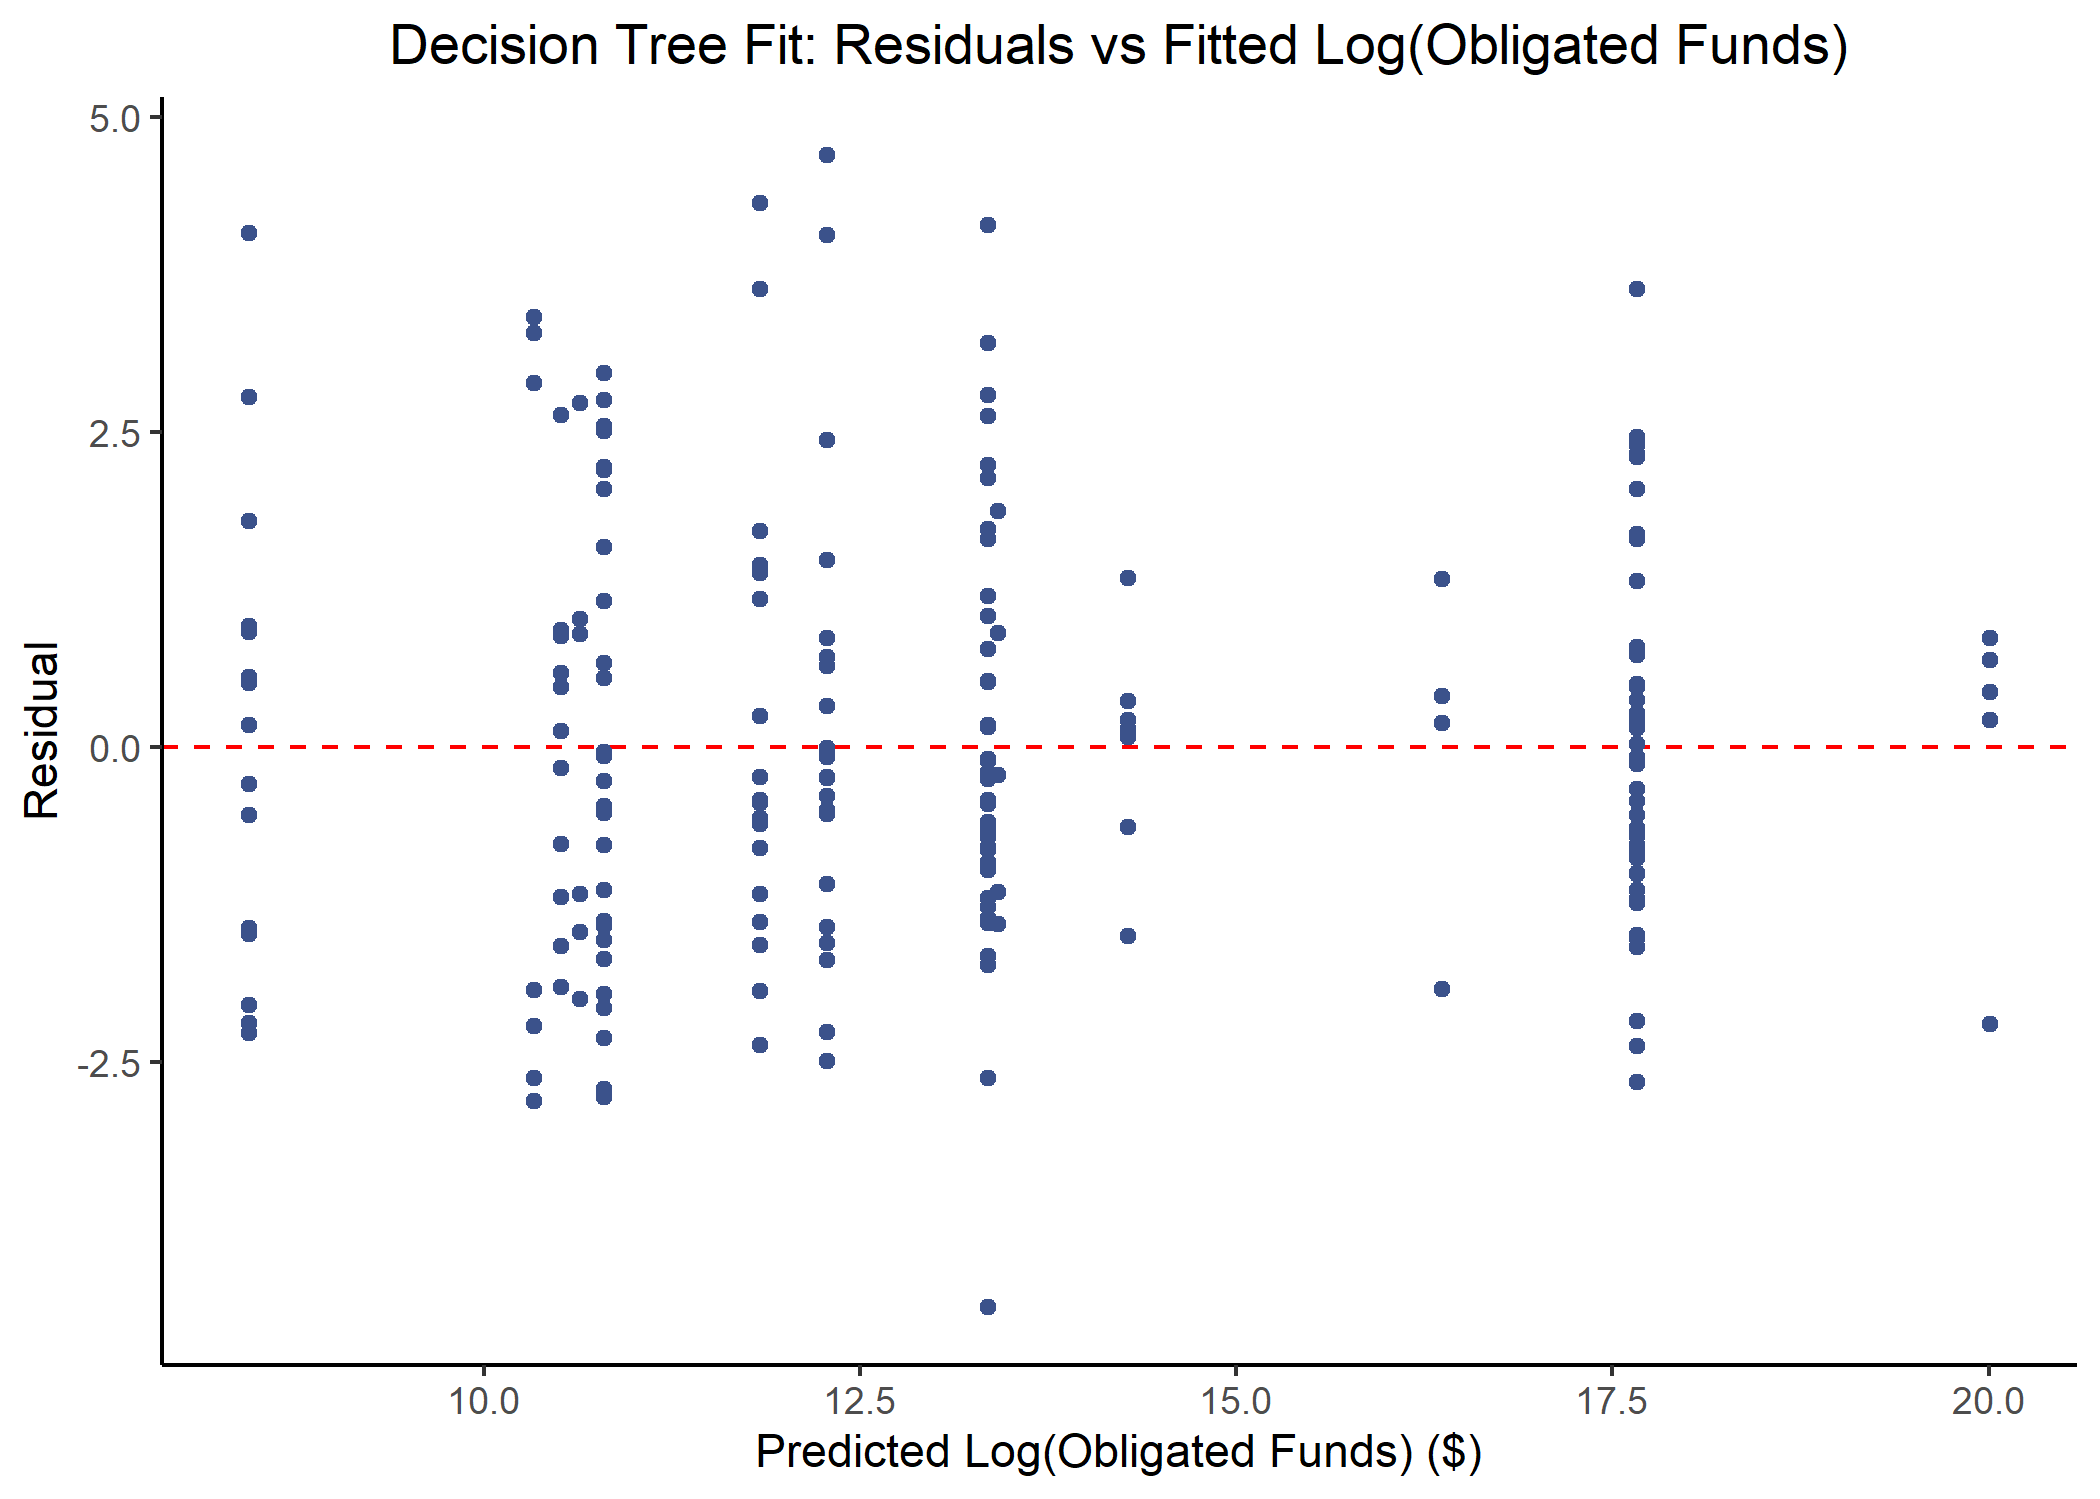 Decision Tree Fit: Residuals vs Fitted Log(Obligated Funds)
5.0
2.5
0.0
-2.5
Residual
10.0 12.5 15.0 17.5 20.0
Predicted Log(Obligated Funds) ($)